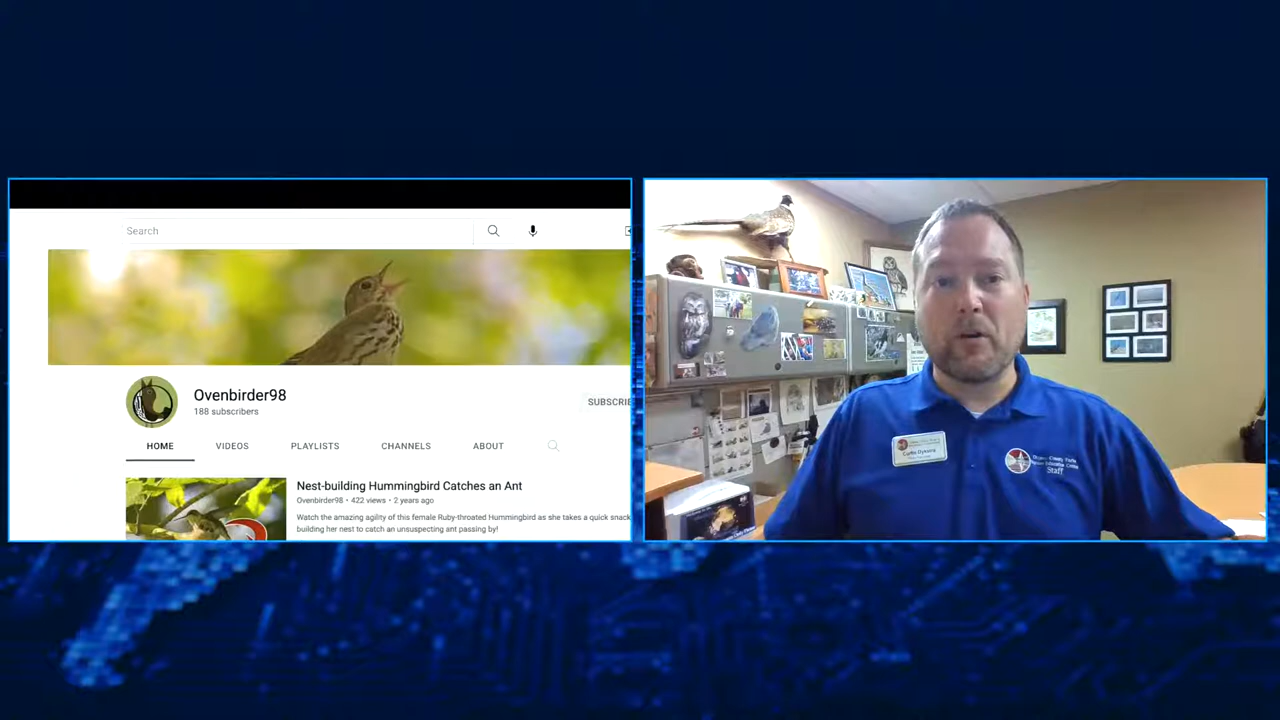 Search
Ovenbirder98
188 subscribers
SUBSCRIBE
HOME VIDEOS PLAYLISTS CHANNELS ABOUT
Nest-building Hummingbird Catches an Ant
Ovenbirder98 • 422 views • 2 years ago
Watch the amazing agility of this female Ruby-throated Hummingbird as she takes a quick snack
building her nest to catch an unsuspecting ant passing by!
Staff